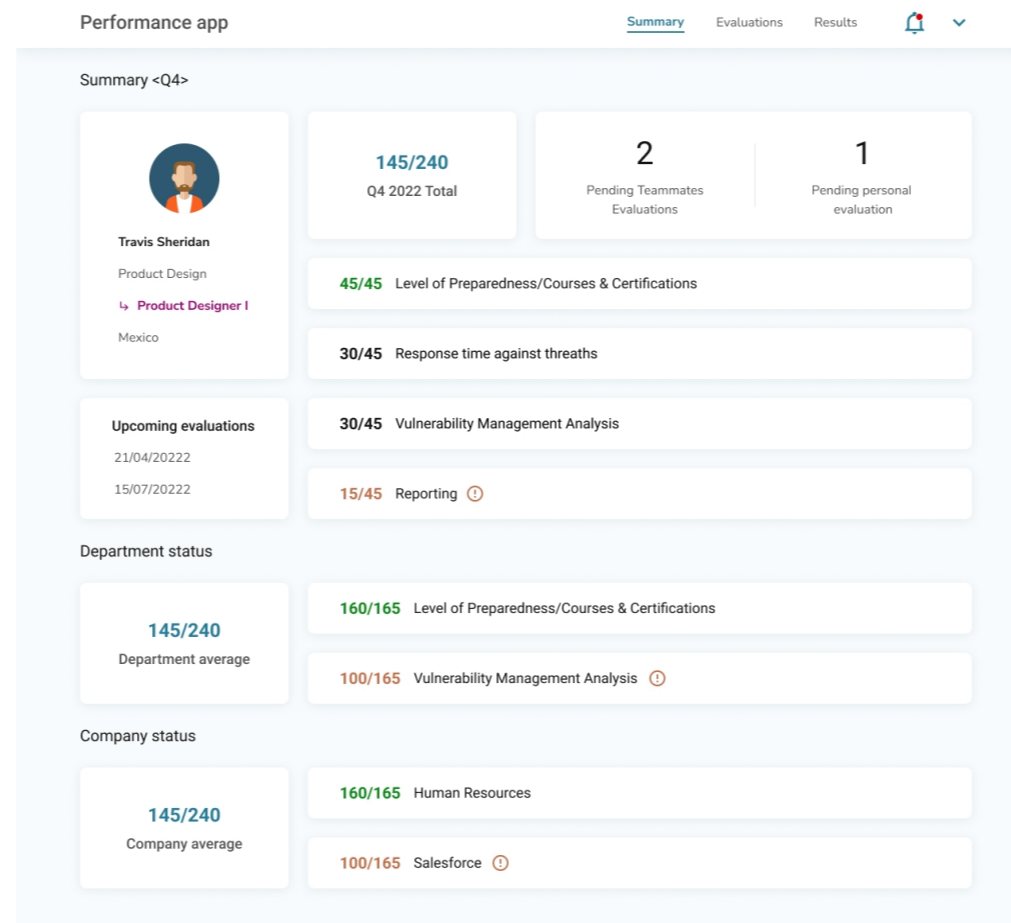 Performance app
Summary
Evaluations
Results
Summary <Q4>
Travis Sheridan
Product Design
↳ Product Designer I
Mexico
145/240
Q4 2022 Total
2
Pending Teammates
Evaluations
1
Pending personal
evaluation
45/45 Level of Preparedness/Courses & Certifications
30/45 Response time against threaths
30/45 Vulnerability Management Analysis
15/45 Reporting
Upcoming evaluations
21/04/20222
15/07/20222
Department status
145/240
Department average
160/165 Level of Preparedness/Courses & Certifications
100/165 Vulnerability Management Analysis
Company status
145/240
Company average
160/165 Human Resources
100/165 Salesforce